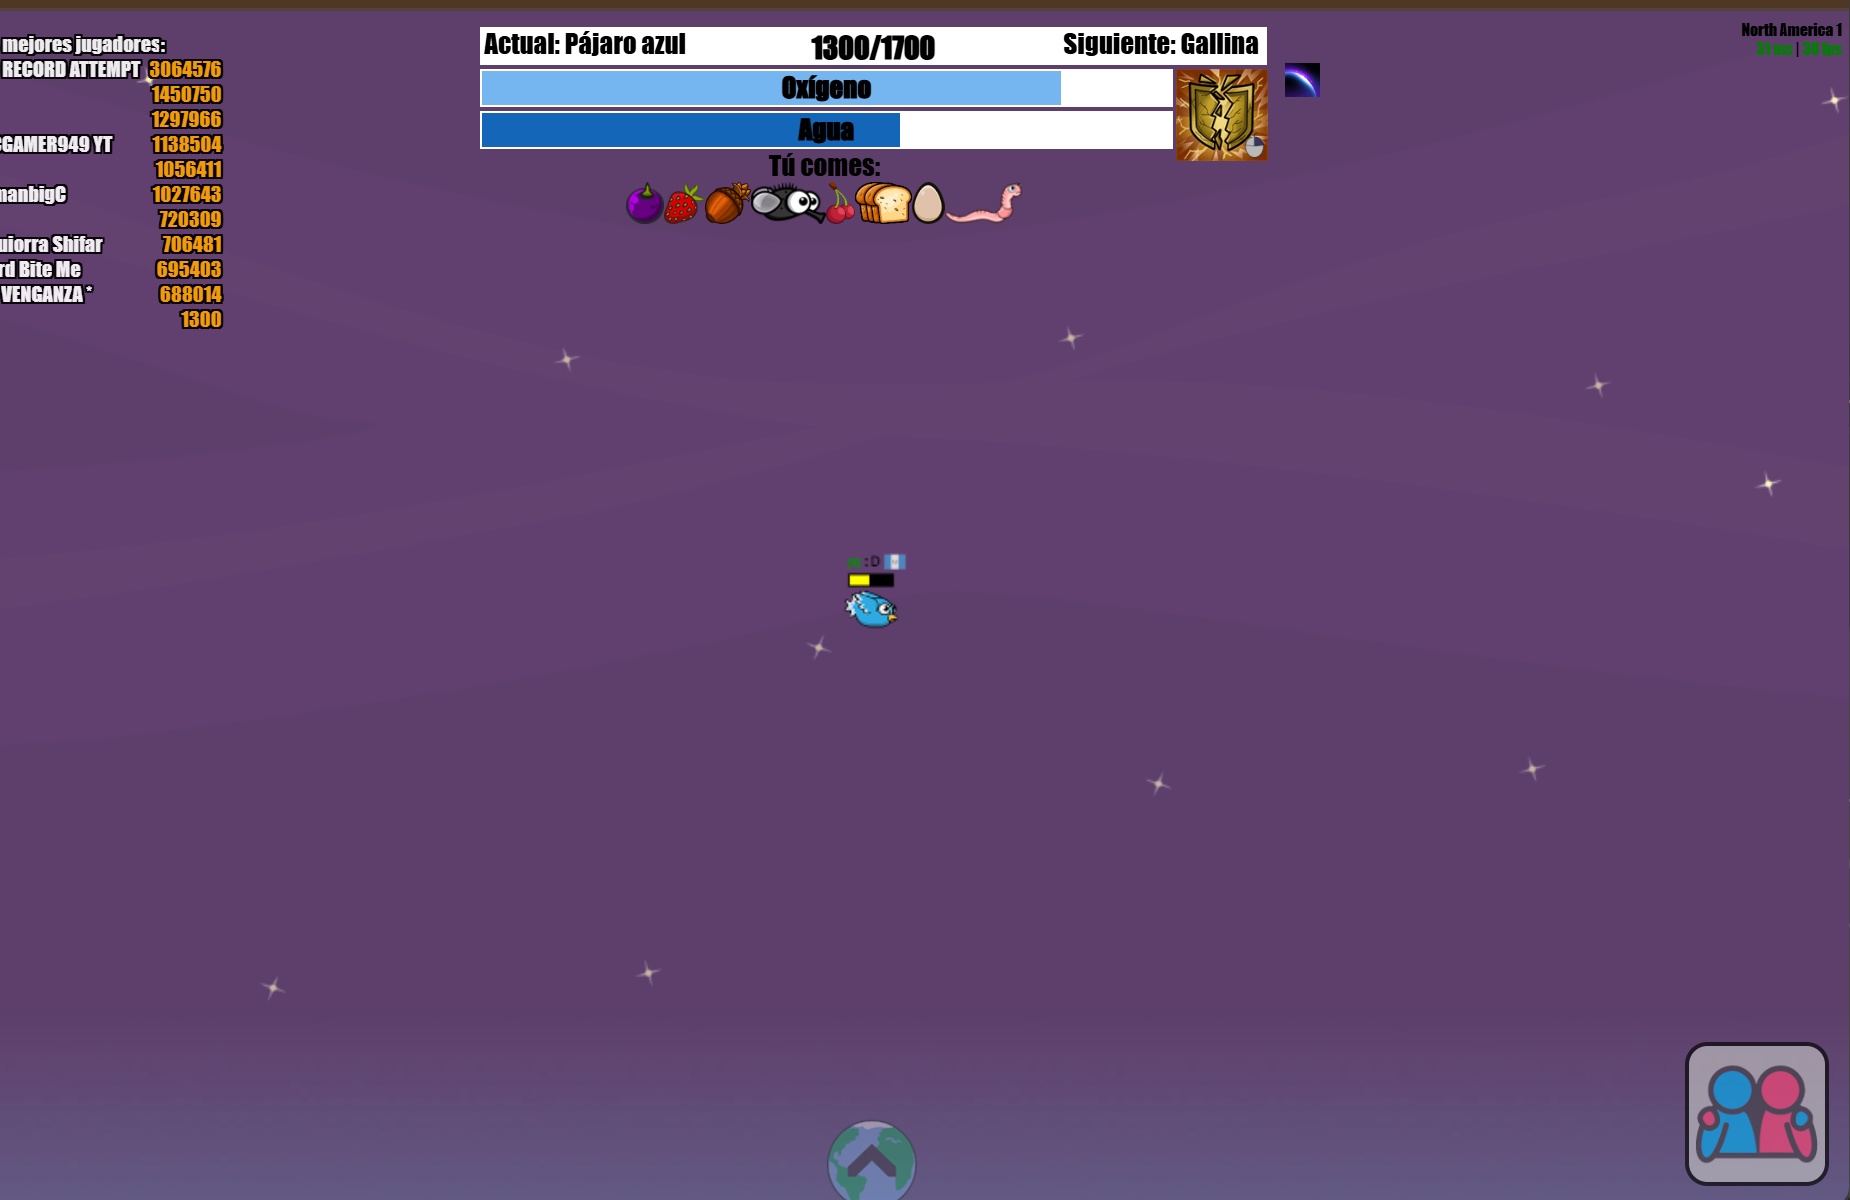 mejores jugadores:
RECORD ATTEMPT 3064576
1450750
1297966
GAMER949 YT 1138504
1056411
manbigC 1027643
720309
uiorra Shifar 706481
rd Bite Me 695403
VENGANZA * 688014
1300
Actual: Pájaro azul 1300/1700 Siguiente: Gallina
Oxígeno
Agua
Tú comes:
North America 1
:D